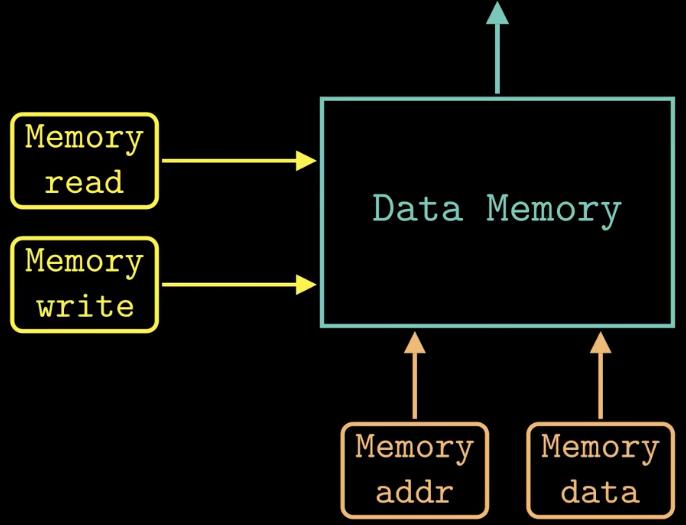 Memory
read
Data Memory
Memory
write
Memory
addr
Memory
data